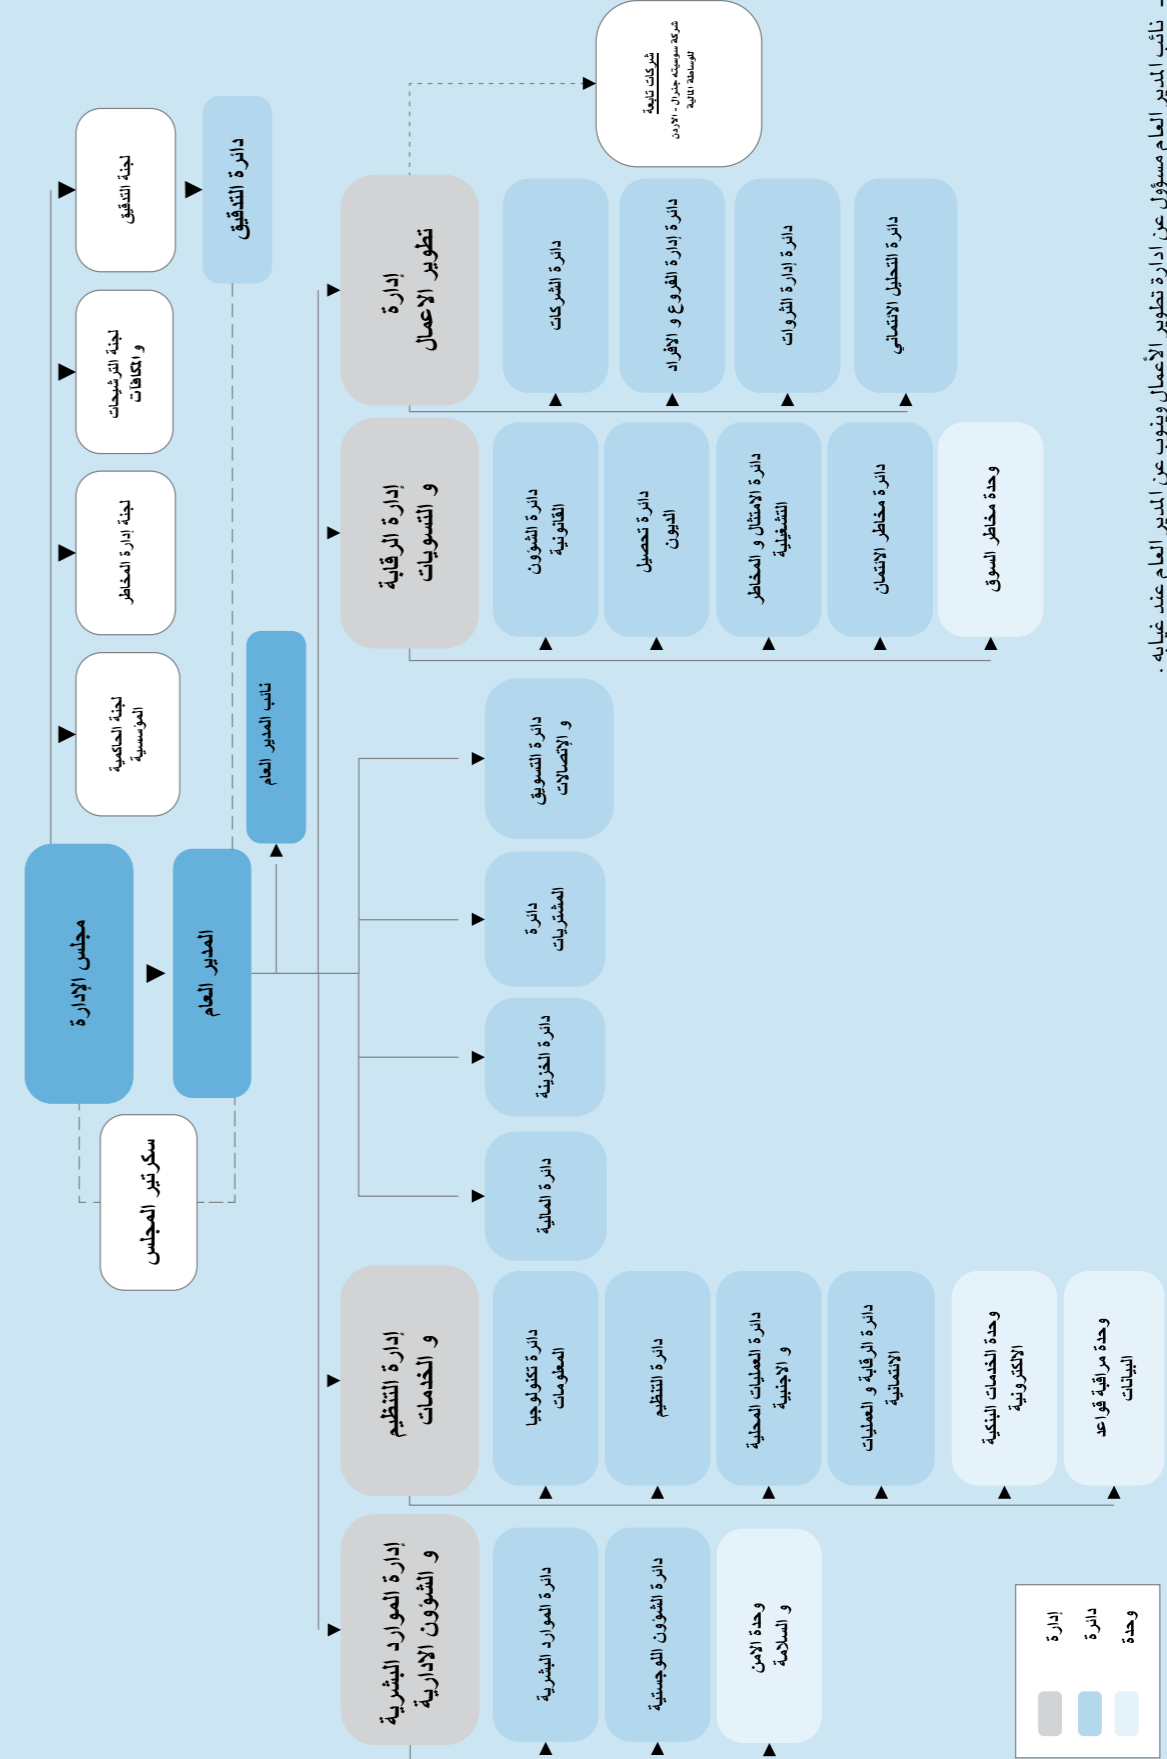 مجلس الإدارة
لجنة الحاكمية
المؤسسية
لجنة إدارة المخاطر
لجنة الترشيحات
و المكافآت
لجنة التدقيق
سكرتير المجلس
المدير العام
دائرة التدقيق
نائب المدير العام
إدارة
تطوير الاعمال
شركات تابعة
شركة سوسيته جنرال - الاردن
للوساطة المالية
دائرة الشركات
دائرة إدارة الفروع و الافراد
دائرة إدارة الثروات
دائرة التحليل الائتماني
إدارة الرقابة
و التسويات
دائرة الشؤون
القانونية
دائرة تحصيل
الديون
دائرة الامتثال و المخاطر
التشغيلية
دائرة مخاطر الائتمان
وحدة مخاطر السوق
دائرة التسويق
و الإتصالات
دائرة
المشتريات
دائرة الخزينة
دائرة المالية
إدارة التنظيم
و الخدمات
دائرة تكنولوجيا
المعلومات
دائرة التنظيم
دائرة العمليات المحلية
و الاجنبية
دائرة الرقابة و العمليات
الائتمانية
وحدة الخدمات البنكية
الالكترونية
وحدة مراقبة قواعد
البيانات
إدارة الموارد البشرية
و الشؤون الادارية
دائرة الموارد البشرية
دائرة الشؤون اللوجستية
وحدة الامن
و السلامة
إدارة
دائرة
وحدة
- نائب المدير العام مسؤول عن ادارة تطوير الأعمال وينوب عن المدير العام عند غيابه .